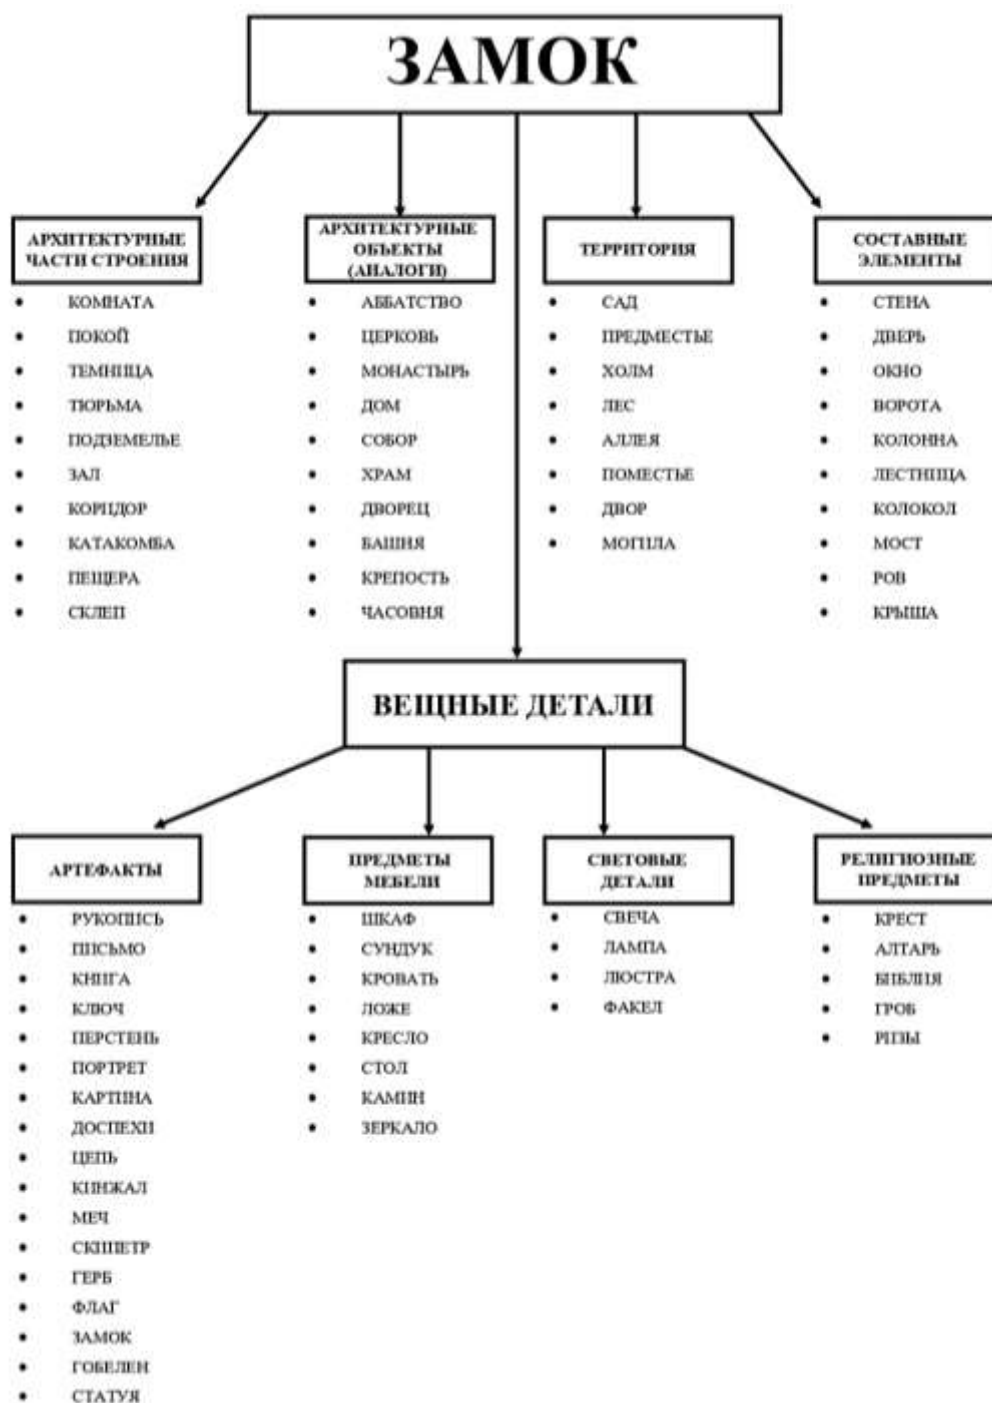 ЗАМОК
АРХИТЕКТУРНЫЕ
ЧАСТИ СТРОЕНИЯ
• КОМНАТА
• ПОКОЙ
• ТЕМНИЦА
• ТЮРЬМА
• ПОДЗЕМЕЛЬЕ
• ЗАЛ
• КОРИДОР
• КАТАКОМБА
• ПЕЩЕРА
• СКЛЕП
АРХИТЕКТУРНЫЕ
ОБЪЕКТЫ
(АНАЛОГИ)
• АББАТСТВО
• ЦЕРКОВЬ
• МОНАСТЫРЬ
• ДОМ
• СОБОР
• ХРАМ
• ДВОРЕЦ
• БАШНЯ
• КРЕПОСТЬ
• ЧАСОВНЯ
ТЕРРИТОРИЯ
• САД
• ПРЕДМЕСТЬЕ
• ХОЛМ
• ЛЕС
• АЛЛЕЯ
• ПОМЕСТЬЕ
• ДВОР
• МОГИЛА
СОСТАВНЫЕ
ЭЛЕМЕНТЫ
• СТЕНА
• ДВЕРЬ
• ОКНО
• ВОРОТА
• КОЛОННА
• ЛЕСТНИЦА
• КОЛОКОЛ
• МОСТ
• РОВ
• КРЫША
ВЕЩНЫЕ ДЕТАЛИ
АРТЕФАКТЫ
• РУКОПИСЬ
• ПИСЬМО
• КНИГА
• КЛЮЧ
• ПЕРСТЕНЬ
• ПОРТРЕТ
• КАРТИНА
• ДОСПЕХИ
• ЦЕПЬ
• КИНЖАЛ
• МЕЧ
• СКИПЕТР
• ГЕРБ
• ФЛАГ
• ЗАМОК
• ГОБЕЛЕН
• СТАТУЯ
ПРЕДМЕТЫ
МЕБЕЛИ
• ШКАФ
• СУНДУК
• КРОВАТЬ
• ЛОЖЕ
• КРЕСЛО
• СТОЛ
• КАМИН
• ЗЕРКАЛО
СВЕТОВЫЕ
ДЕТАЛИ
• СВЕЧА
• ЛАМПА
• ЛЮСТРА
• ФАКЕЛ
РЕЛИГИОЗНЫЕ
ПРЕДМЕТЫ
• КРЕСТ
• АЛТАРЬ
• БИБЛИЯ
• ГРОБ
• РИЗЫ